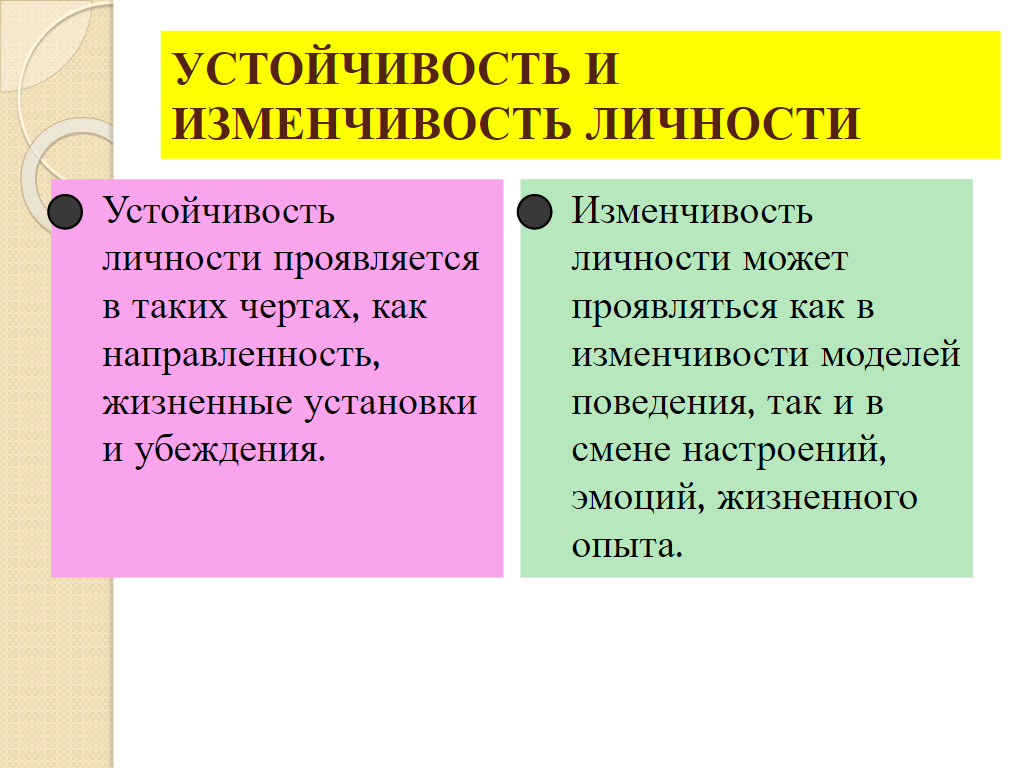 УСТОЙЧИВОСТЬ И
ИЗМЕНЧИВОСТЬ ЛИЧНОСТИ
Устойчивость
личности проявляется
в таких чертах, как
направленность,
жизненные установки
и убеждения.
Изменчивость
личности может
проявляться как в
изменчивости моделей
поведения, так и в
смене настроений,
эмоций, жизненного
опыта.